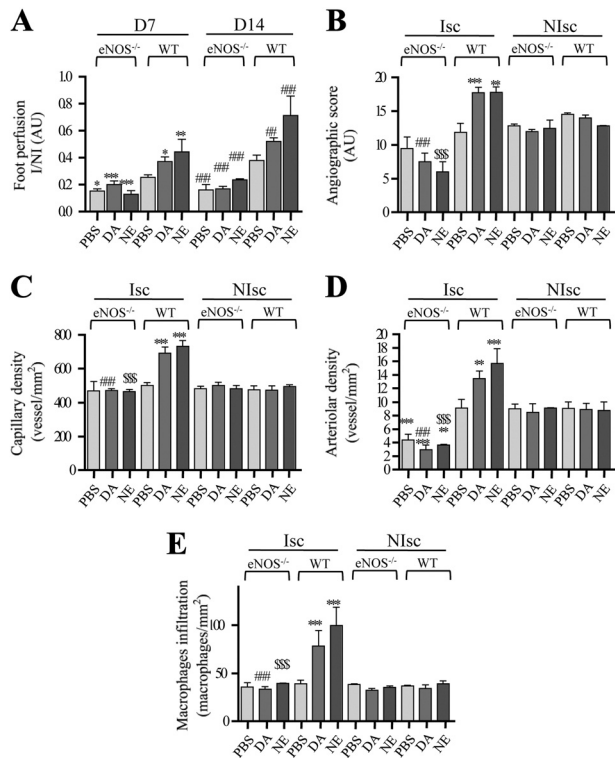 A
D7 D14
eNOS-/- WT eNOS-/- WT
Foot perfusion
I/NI (AU)
1.0
0.8
0.6
0.4
0.2
0.0
* *** *** * ** ### ### ### ## ###
PBS DA NE PBS DA NE PBS DA NE PBS DA NE
B
Isc NIsc
eNOS-/- WT eNOS-/- WT
Angiographic score
(AU)
20
15
10
5
0
## $$$ *** **
PBS DA NE PBS DA NE PBS DA NE PBS DA NE
C
Isc NIsc
eNOS-/- WT eNOS-/- WT
Capillary density
(vessel/mm²)
800
600
400
200
0
## $$$ *** ***
PBS DA NE PBS DA NE PBS DA NE PBS DA NE
D
Isc NIsc
eNOS-/- WT eNOS-/- WT
Arteriolar density
(vessel/mm²)
20
18
16
14
12
10
8
6
4
2
0
*** ## *** $$$ ** ** ***
PBS DA NE PBS DA NE PBS DA NE PBS DA NE
E
Isc NIsc
eNOS-/- WT eNOS-/- WT
Macrophages infiltration
(macrophages/mm²)
100
50
0
## $$$ *** ***
PBS DA NE PBS DA NE PBS DA NE PBS DA NE